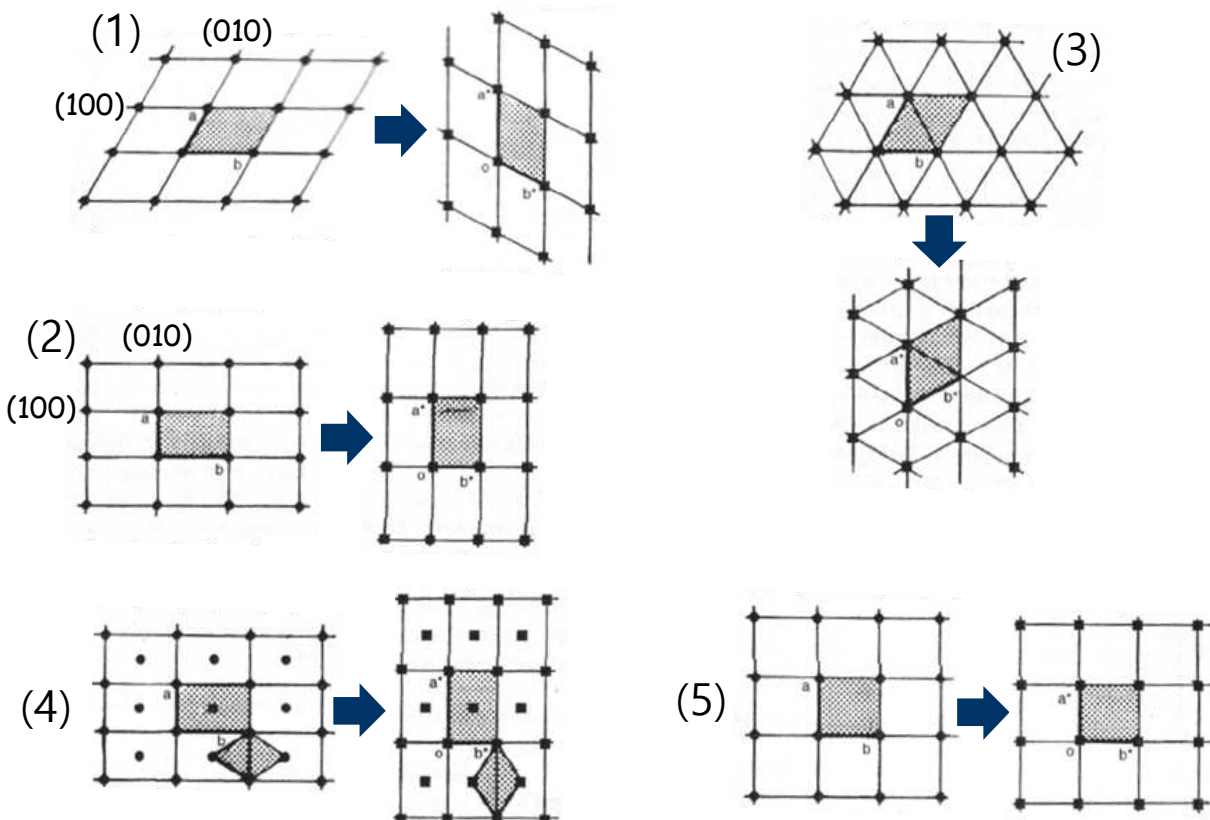 (1)
(010)
(100)
a
b
a*
o
b*
(3)
a
b
a*
b*
o
(2)
(010)
(100)
a
b
a*
o
b*
(4)
a
b
a*
o
b*
(5)
a
b
a*
o
b*